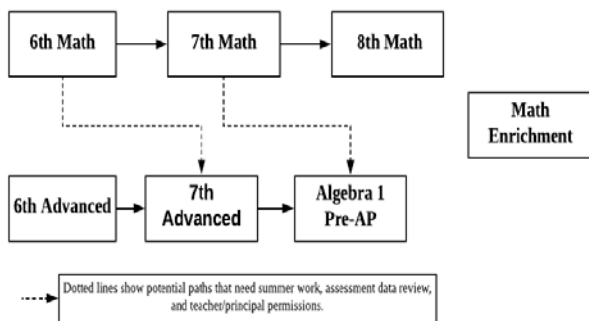 6th Math
7th Math
8th Math
Math
Enrichment
6th Advanced
7th
Advanced
Algebra 1
Pre-AP
Dotted lines show potential paths that need summer work, assessment data review,
and teacher/principal permissions.